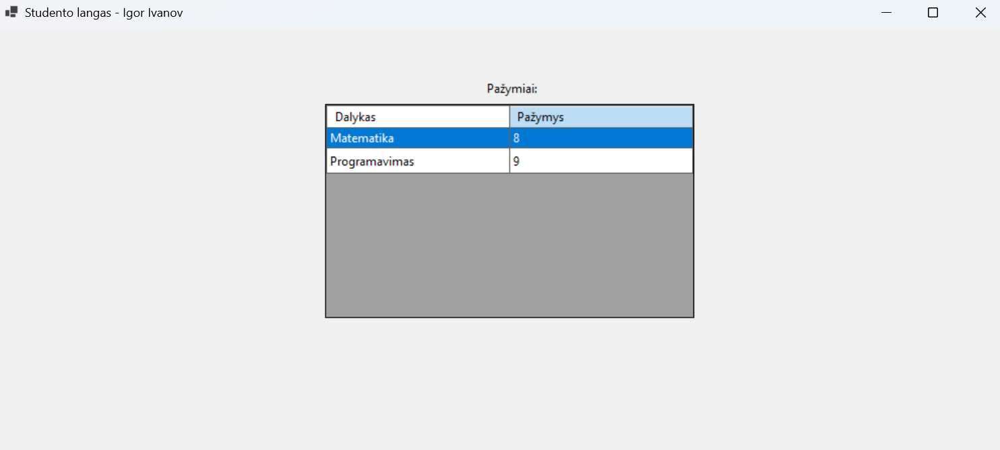 Studento langas - Igor Ivanov
Pažymiai:
Dalykas Pažymys
Matematika 8
Programavimas 9